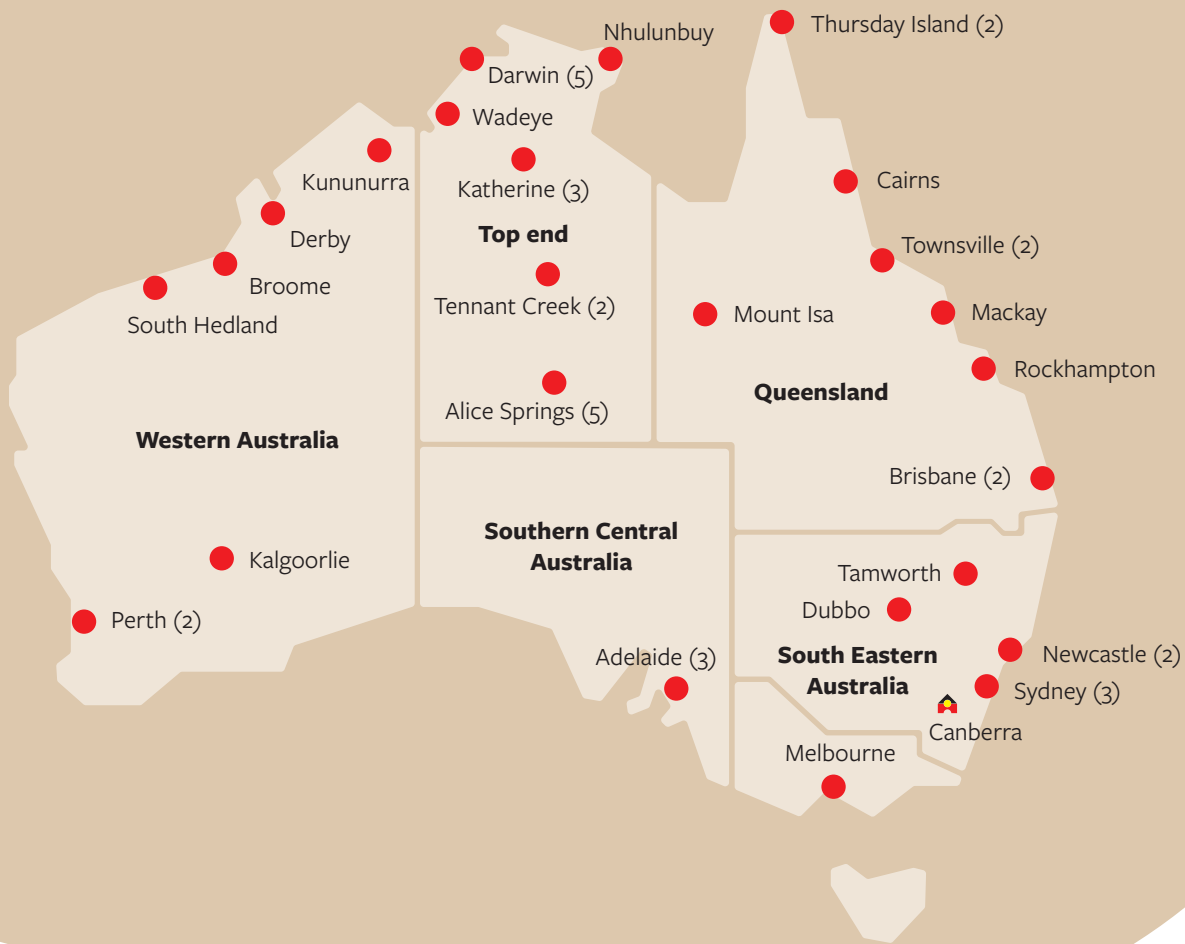 Thursday Island (2)
Nhulunbuy
Darwin (5)
Wadeye
Kununurra
Katherine (3)
Cairns
Top end
Derby
Townsville (2)
Broome
Tennant Creek (2)
Mount Isa
Mackay
South Hedland
Rockhampton
Queensland
Alice Springs (5)
Western Australia
Brisbane (2)
Southern Central
Australia
Kalgoorlie
Tamworth
Dubbo
Perth (2)
Adelaide (3)
South Eastern
Australia
Newcastle (2)
Sydney (3)
Canberra
Melbourne